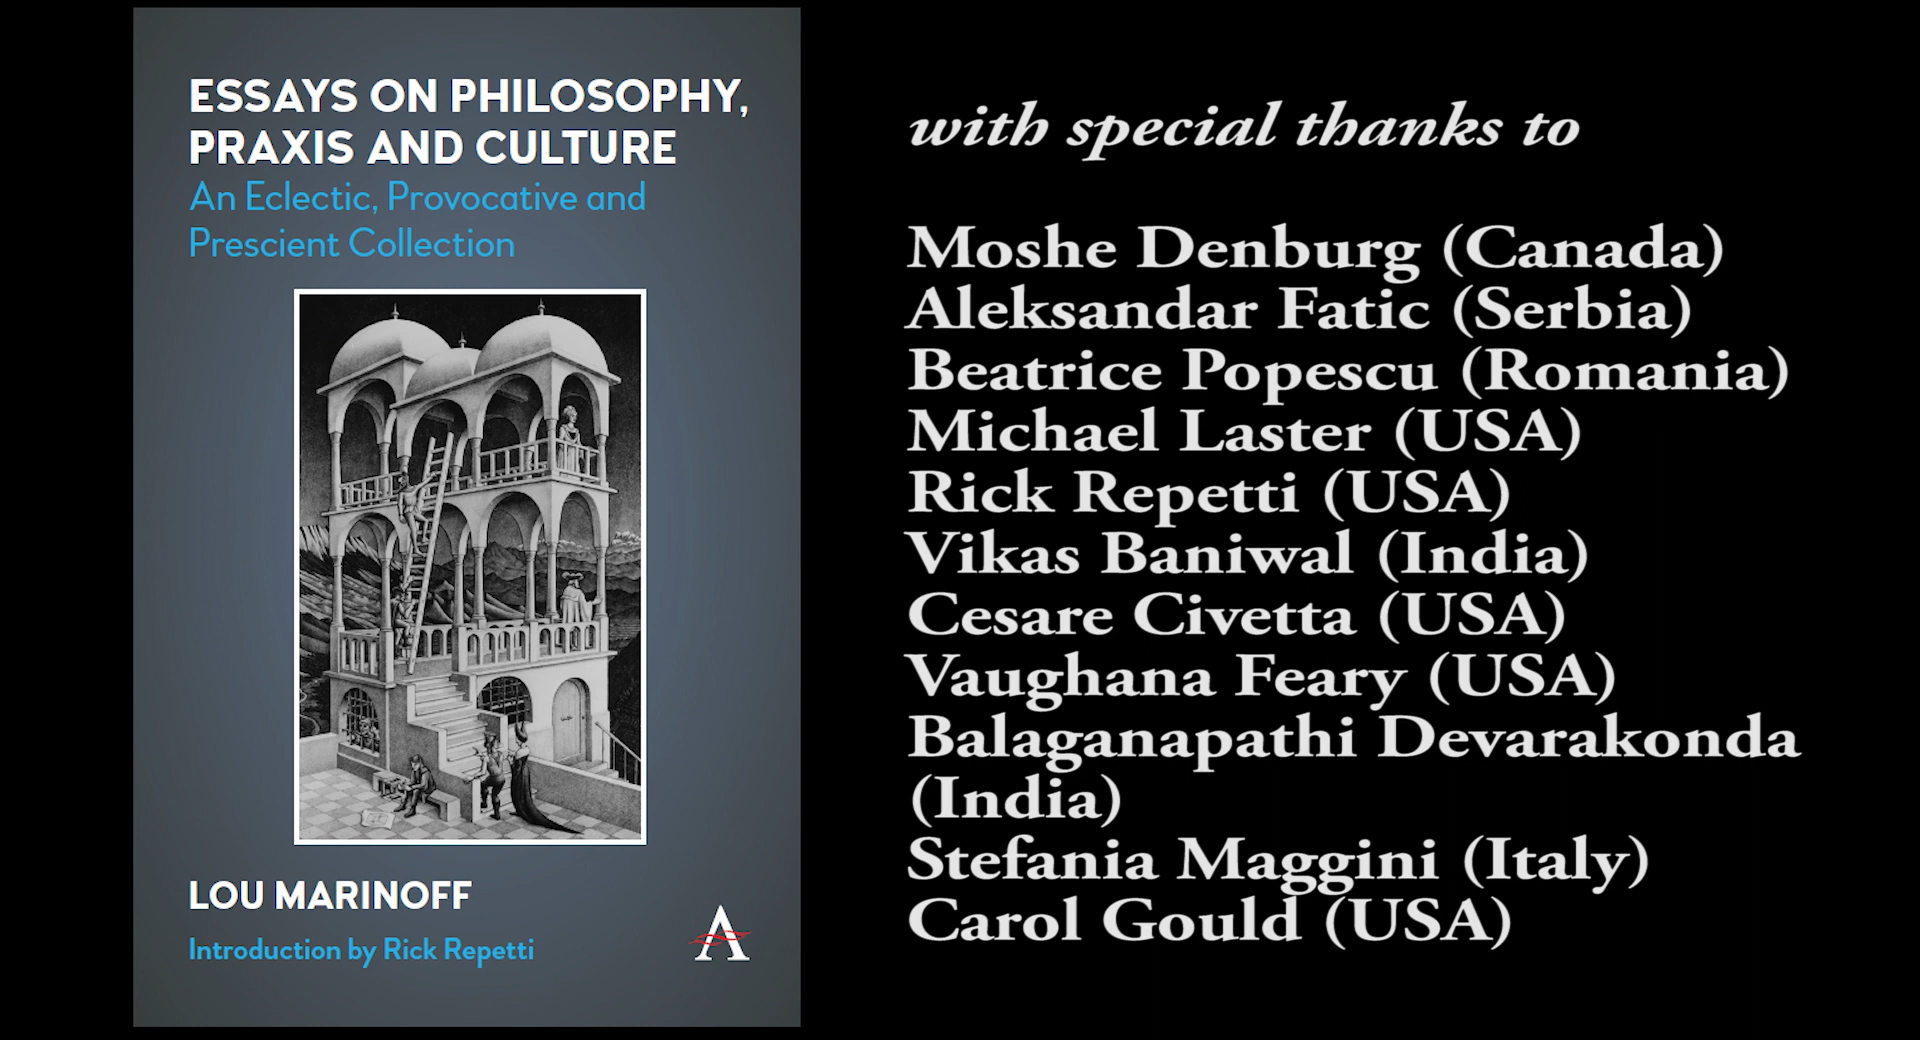 ESSAYS ON PHILOSOPHY,
PRAXIS AND CULTURE
An Eclectic, Provocative and
Prescient Collection
LOU MARINOFF
Introduction by Rick Repetti
A
with special thanks to
Moshe Denburg (Canada)
Aleksandar Fatic (Serbia)
Beatrice Popescu (Romania)
Michael Laster (USA)
Rick Repetti (USA)
Vikas Baniwal (India)
Cesare Civetta (USA)
Vaughana Feary (USA)
Balaganapathi Devarakonda
(India)
Stefania Maggini (Italy)
Carol Gould (USA)